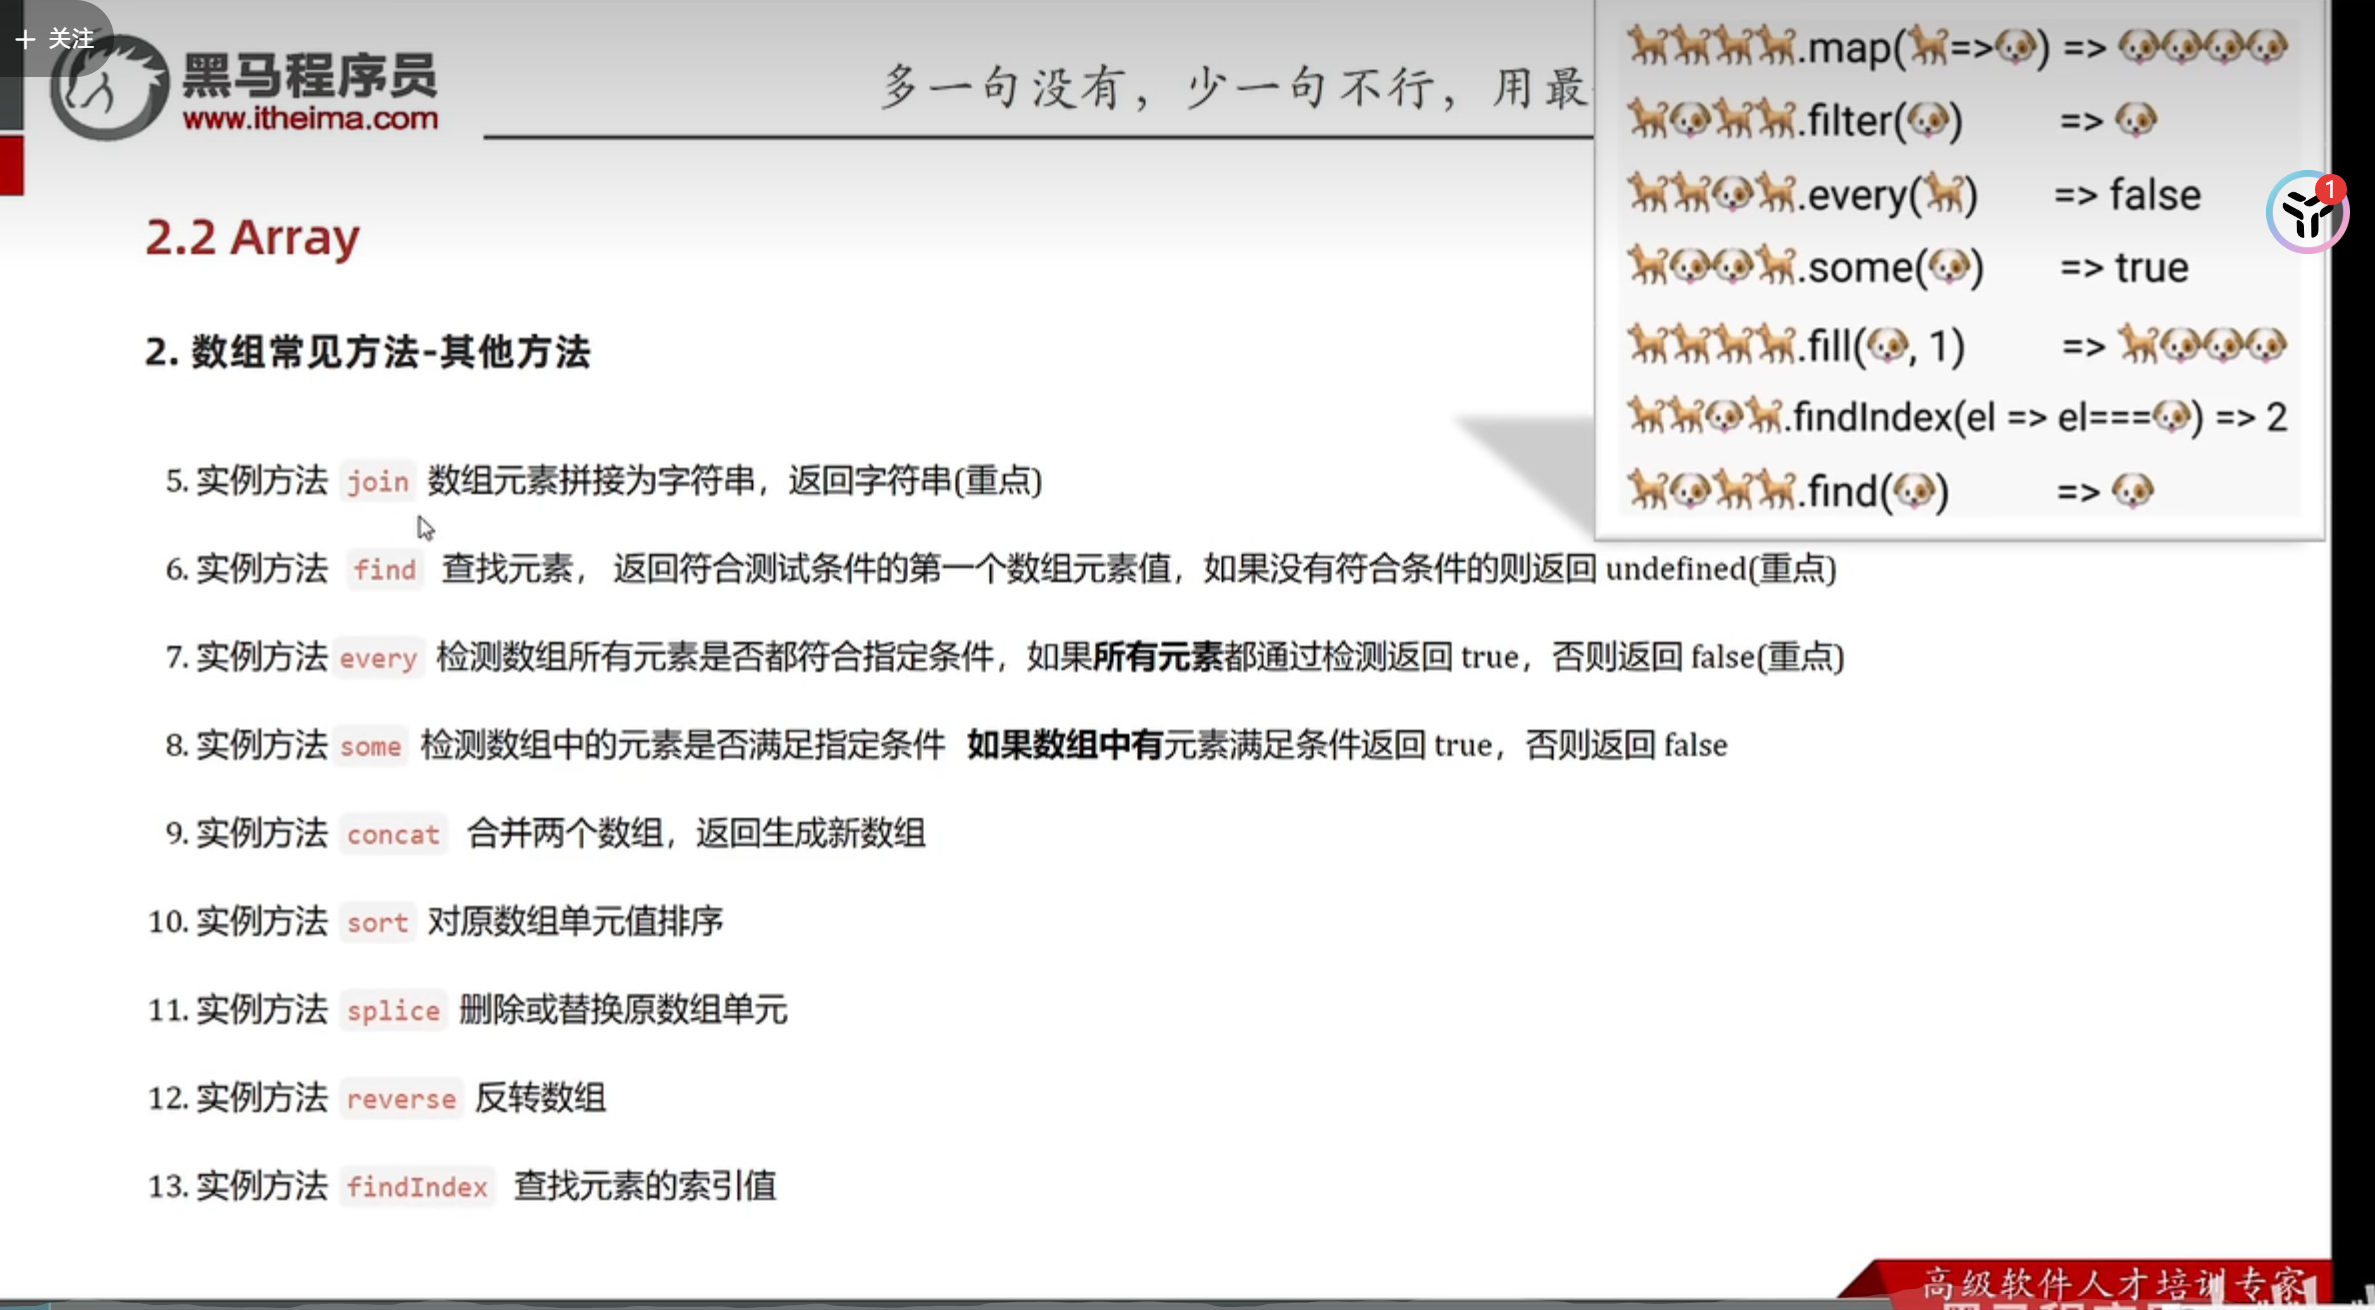 + 关注
黑马程序员
www.itheima.com
多一句没有，少一句不行，用最
🐕🐕🐕🐕.map(🐕=>🐶) => 🐶🐶🐶🐶
🐕🐶🐕🐕.filter(🐶) => 🐶
🐕🐕🐶🐕.every(🐕) => false
🐕🐶🐶🐕.some(🐶) => true
🐕🐕🐕🐕.fill(🐶, 1) => 🐕🐶🐶🐶
🐕🐕🐶🐕.findIndex(el => el===🐶) => 2
🐕🐶🐕🐕.find(🐶) => 🐶
1
2.2 Array
2. 数组常见方法-其他方法
5. 实例方法 join 数组元素拼接为字符串，返回字符串(重点)
6. 实例方法 find 查找元素， 返回符合测试条件的第一个数组元素值，如果没有符合条件的则返回 undefined(重点)
7. 实例方法 every 检测数组所有元素是否都符合指定条件，如果所有元素都通过检测返回 true，否则返回 false(重点)
8. 实例方法 some 检测数组中的元素是否满足指定条件 如果数组中有元素满足条件返回 true，否则返回 false
9. 实例方法 concat 合并两个数组，返回生成新数组
10. 实例方法 sort 对原数组单元值排序
11. 实例方法 splice 删除或替换原数组单元
12. 实例方法 reverse 反转数组
13. 实例方法 findIndex 查找元素的索引值
高级软件人才培训专家